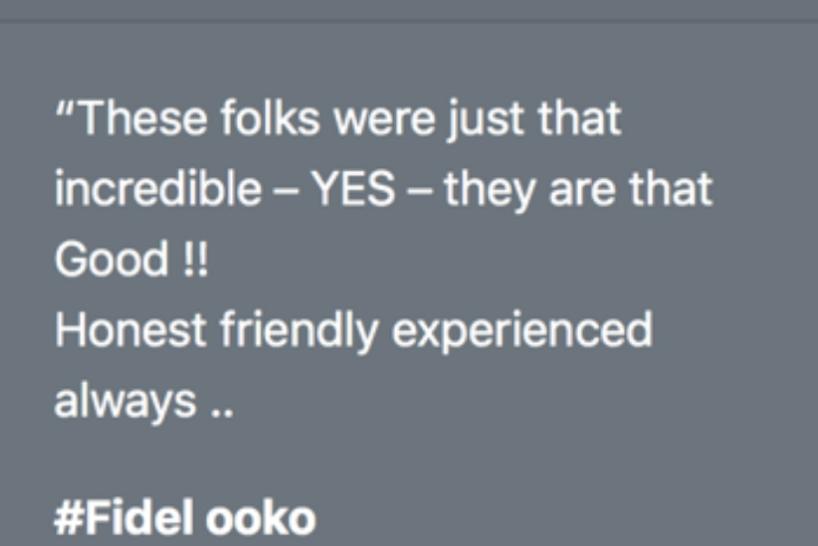 “These folks were just that
incredible – YES – they are that
Good !!
Honest friendly experienced
always ..
#Fidel ooko